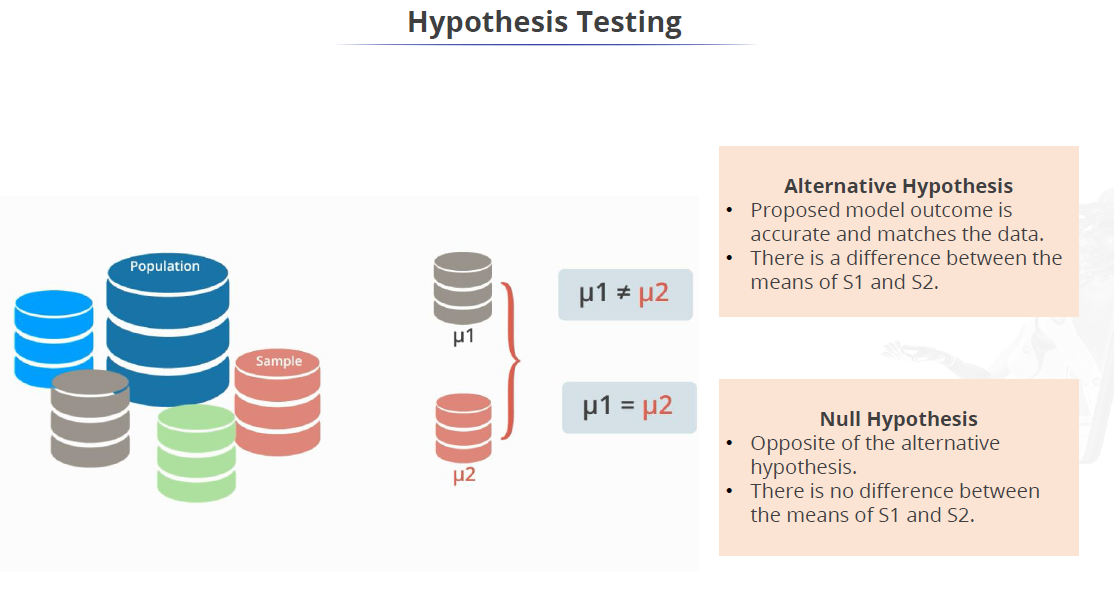 Hypothesis Testing
Population
Sample
μ1
μ2
μ1 ≠ μ2
μ1 = μ2
Alternative Hypothesis
• Proposed model outcome is
accurate and matches the data.
• There is a difference between the
means of S1 and S2.
Null Hypothesis
• Opposite of the alternative
hypothesis.
• There is no difference between
the means of S1 and S2.